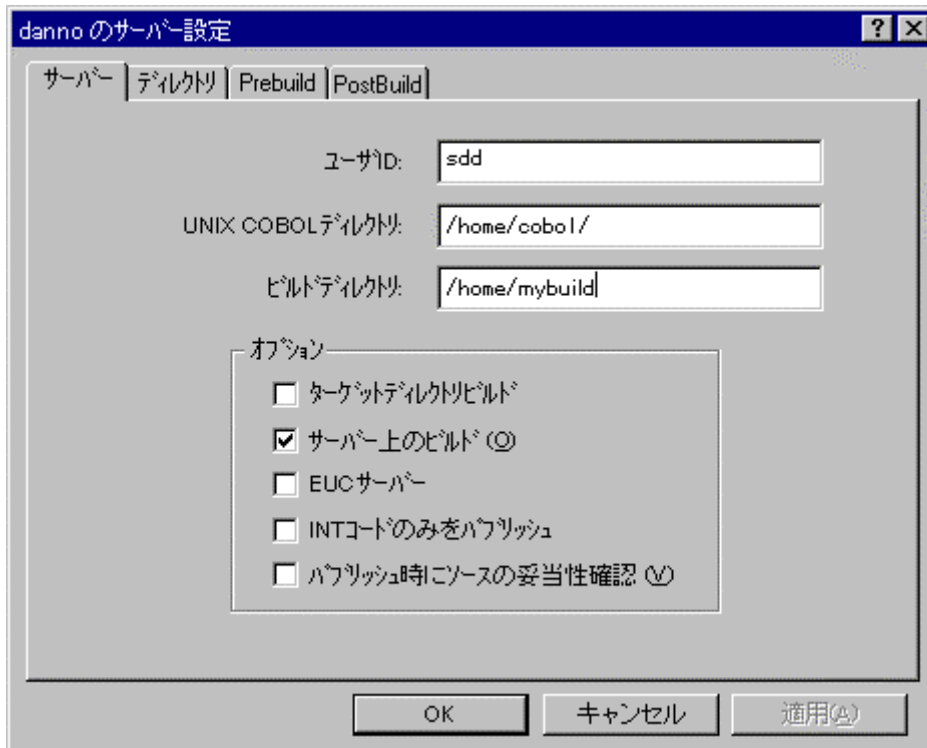 danno のサーバー設定
サーバー ディレクトリ Prebuild PostBuild
ユーザID: sdd
UNIX COBOLディレクトリ: /home/cobol/
ビルドディレクトリ: /home/mybuild
オプション
ターゲットディレクトリビルド
サーバー上のビルド(O)
EUCサーバー
INTコードのみをパブリッシュ
パブリッシュ時にソースの妥当性確認(V)
OK キャンセル 適用(A)